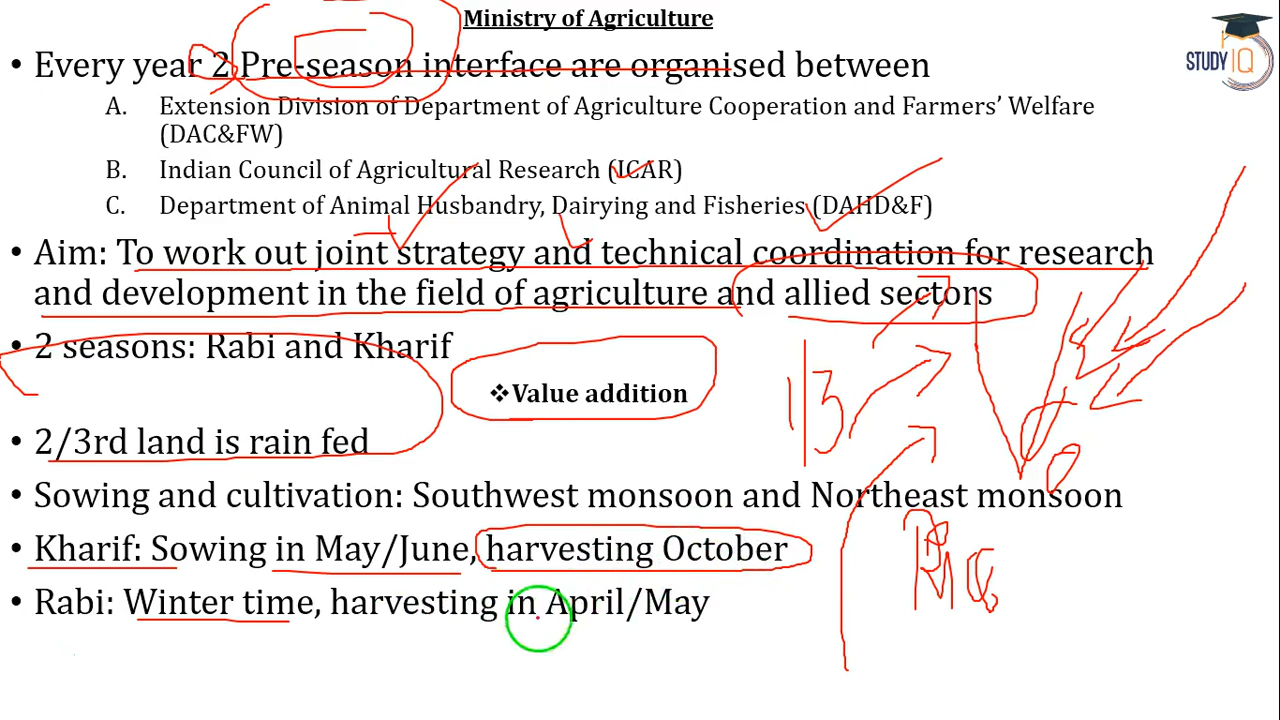 Ministry of Agriculture
STUDY IQ
• Every year 2 Pre-season interface are organised between
A. Extension Division of Department of Agriculture Cooperation and Farmers’ Welfare
(DAC&FW)
B. Indian Council of Agricultural Research (ICAR)
C. Department of Animal Husbandry, Dairying and Fisheries (DAHD&F)
• Aim: To work out joint strategy and technical coordination for research
and development in the field of agriculture and allied sectors
• 2 seasons: Rabi and Kharif
❖Value addition
• 2/3rd land is rain fed
• Sowing and cultivation: Southwest monsoon and Northeast monsoon
• Kharif: Sowing in May/June, harvesting October
• Rabi: Winter time, harvesting in April/May